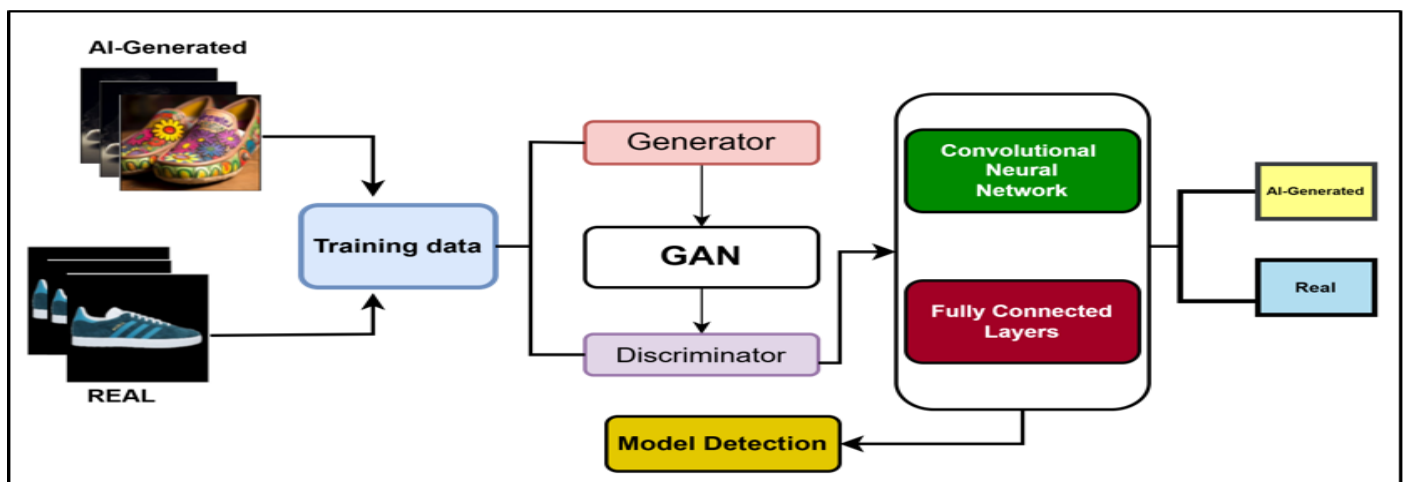 AI-Generated
REAL
Training data
Generator
GAN
Discriminator
Convolutional
Neural
Network
Fully Connected
Layers
Model Detection
AI-Generated
Real